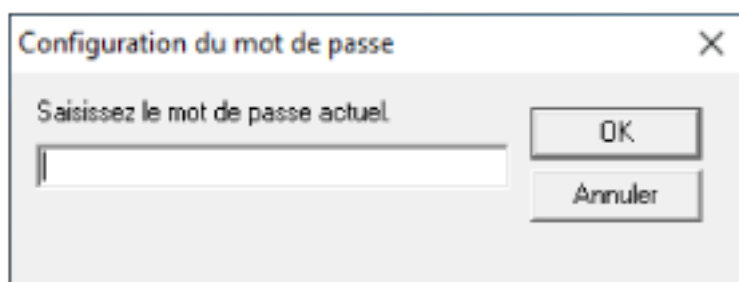 Configuration du mot de passe
Saisissez le mot de passe actuel.
OK
Annuler